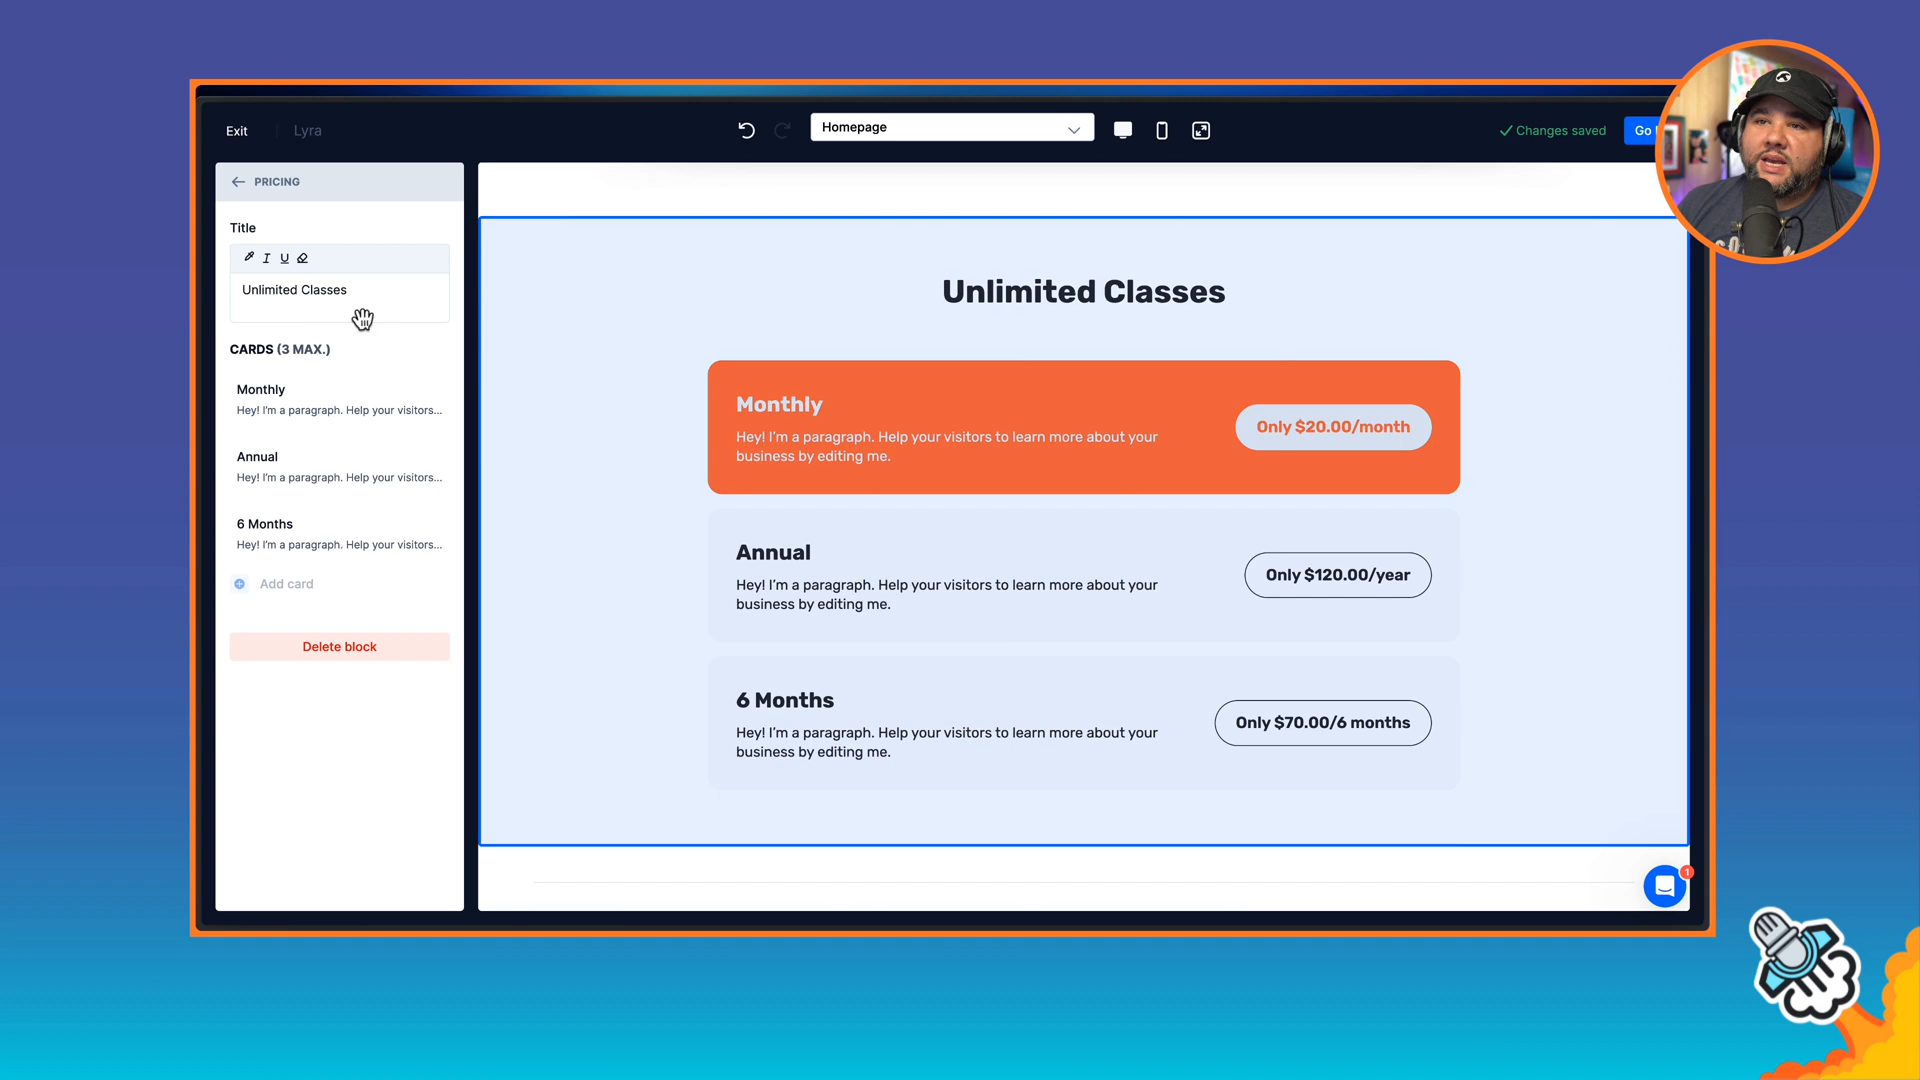 Exit
Lyra
Homepage
Changes saved
Go
PRICING
Title
I U
Unlimited Classes
CARDS (3 MAX.)
Monthly
Hey! I'm a paragraph. Help your visitors...
Annual
Hey! I'm a paragraph. Help your visitors...
6 Months
Hey! I'm a paragraph. Help your visitors...
Add card
Delete block
Unlimited Classes
Monthly
Hey! I'm a paragraph. Help your visitors to learn more about your
business by editing me.
Only $20.00/month
Annual
Hey! I'm a paragraph. Help your visitors to learn more about your
business by editing me.
Only $120.00/year
6 Months
Hey! I'm a paragraph. Help your visitors to learn more about your
business by editing me.
Only $70.00/6 months
1